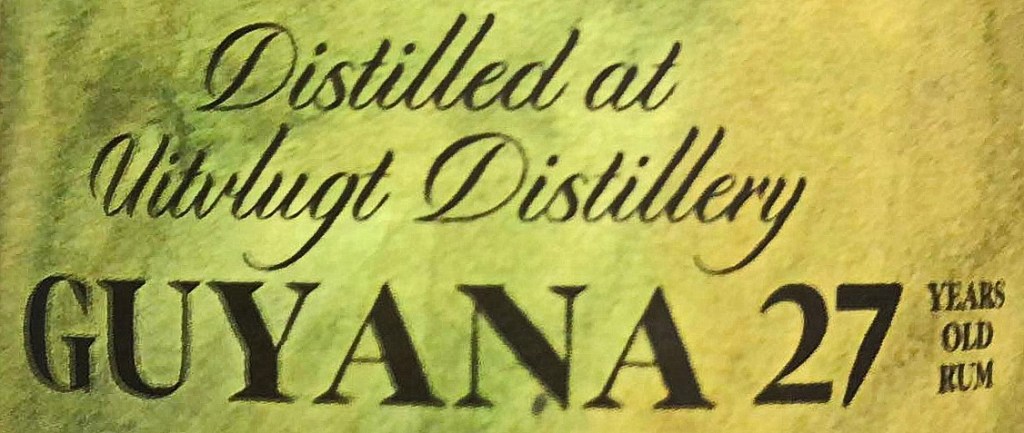 Distilled at
Uitvlugt Distillery
GUYANA 27 YEARS OLD RUM